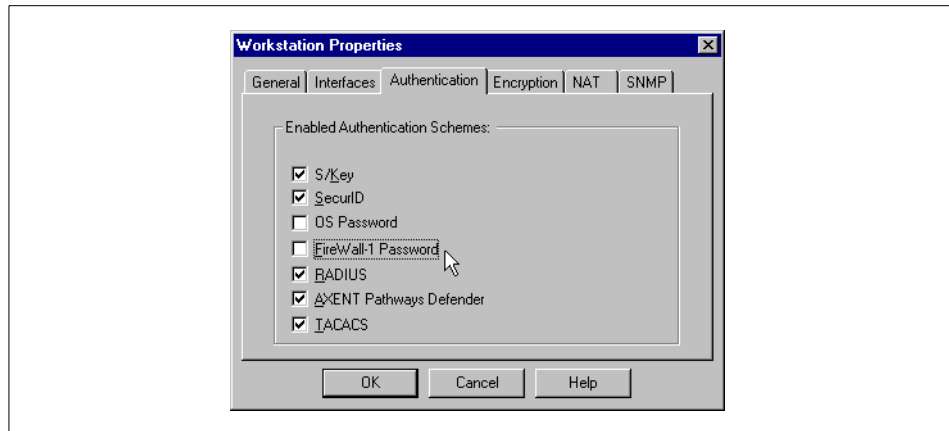 Workstation Properties
General Interfaces Authentication Encryption NAT SNMP
Enabled Authentication Schemes:
S/Key
SecurID
OS Password
FireWall-1 Password
RADIUS
AXENT Pathways Defender
TACACS
OK Cancel Help